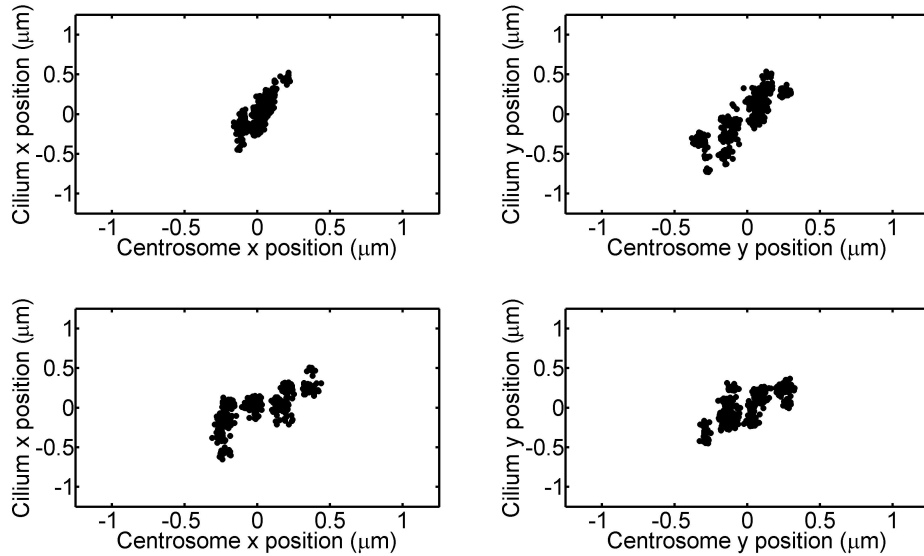 Cilium x position (μm)
1
0.5
0
-0.5
-1
-1 -0.5 0 0.5 1
Centrosome x position (μm)
Cilium y position (μm)
1
0.5
0
-0.5
-1
-1 -0.5 0 0.5 1
Centrosome y position (μm)
Cilium x position (μm)
1
0.5
0
-0.5
-1
-1 -0.5 0 0.5 1
Centrosome x position (μm)
Cilium y position (μm)
1
0.5
0
-0.5
-1
-1 -0.5 0 0.5 1
Centrosome y position (μm)